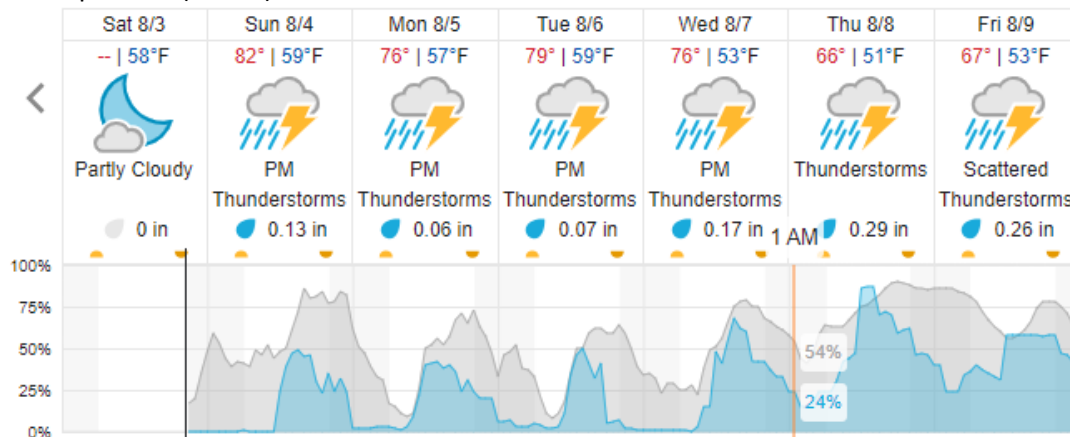 Sat 8/3 Sun 8/4 Mon 8/5 Tue 8/6 Wed 8/7 Thu 8/8 Fri 8/9
-- | 58°F 82° | 59°F 76° | 57°F 79° | 59°F 76° | 53°F 66° | 51°F 67° | 53°F
Partly Cloudy PM PM PM PM Thunderstorms Scattered
Thunderstorms Thunderstorms Thunderstorms Thunderstorms Thunderstorms
0 in 0.13 in 0.06 in 0.07 in 0.17 in 0.29 in 0.26 in
1 AM
100%
75%
50%
54%
25%
24%
0%